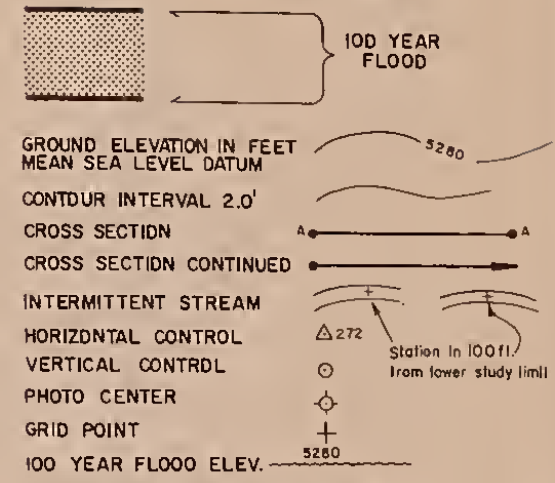 100 YEAR
FLOOD
GROUND ELEVATION IN FEET
MEAN SEA LEVEL DATUM
5280
CONTOUR INTERVAL 2.0'
CROSS SECTION
A
A
CROSS SECTION CONTINUED
INTERMITTENT STREAM
HORIZONTAL CONTROL
272
Station in 100 ft.
from lower study limit
VERTICAL CONTROL
PHOTO CENTER
GRID POINT
100 YEAR FLOOD ELEV.
5280